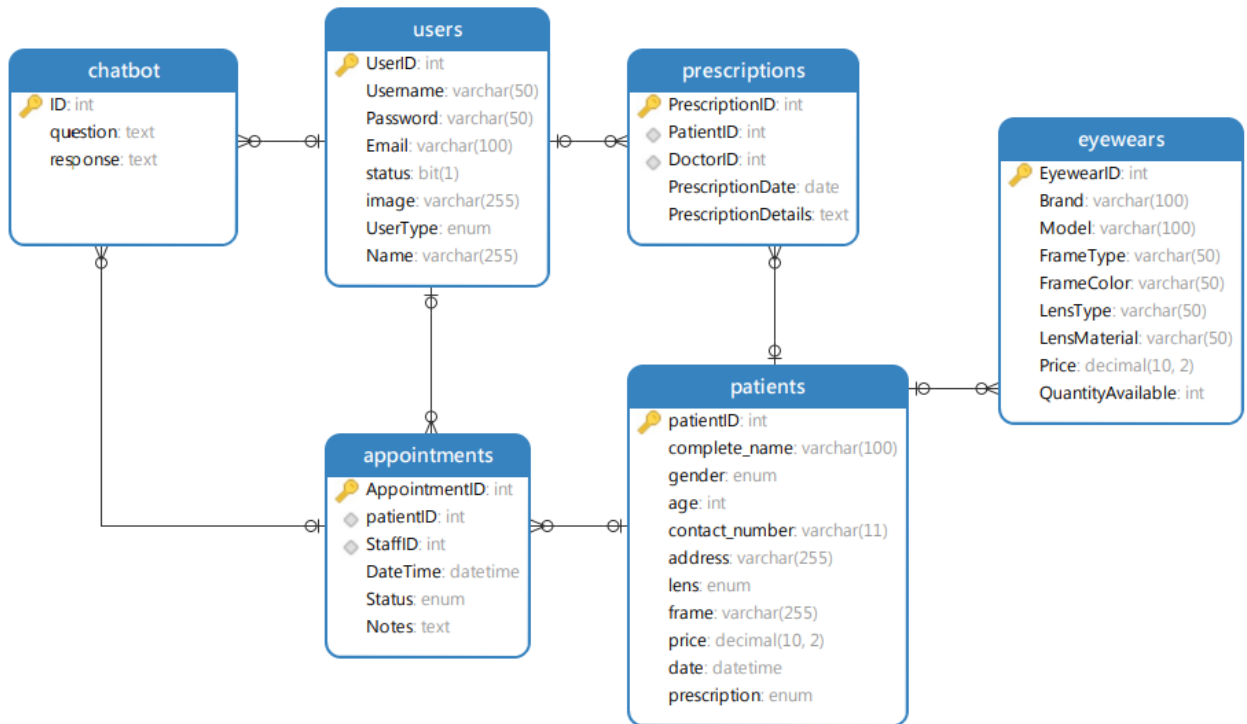 chatbot
ID: int
question: text
response: text
users
UserID: int
Username: varchar(50)
Password: varchar(50)
Email: varchar(100)
status: bit(1)
image: varchar(255)
UserType: enum
Name: varchar(255)
prescriptions
PrescriptionID: int
PatientID: int
DoctorID: int
PrescriptionDate: date
PrescriptionDetails: text
eyewears
EyewearID: int
Brand: varchar(100)
Model: varchar(100)
FrameType: varchar(50)
FrameColor: varchar(50)
LensType: varchar(50)
LensMaterial: varchar(50)
Price: decimal(10, 2)
QuantityAvailable: int
appointments
AppointmentID: int
patientID: int
StaffID: int
DateTime: datetime
Status: enum
Notes: text
patients
patientID: int
complete_name: varchar(100)
gender: enum
age: int
contact_number: varchar(11)
address: varchar(255)
lens: enum
frame: varchar(255)
price: decimal(10, 2)
date: datetime
prescription: enum